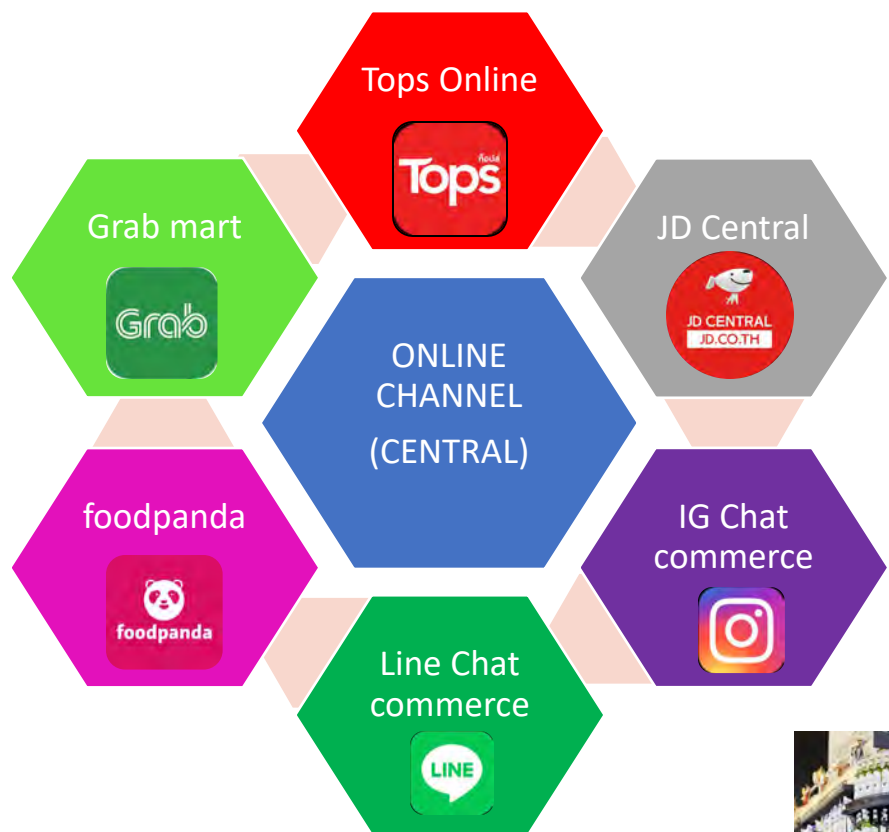 Tops Online
ท็อปส์
Tops
Grab mart
Grab
JD Central
JD CENTRAL
JD.CO.TH
ONLINE
CHANNEL
(CENTRAL)
foodpanda
foodpanda
IG Chat
commerce
Line Chat
commerce
LINE